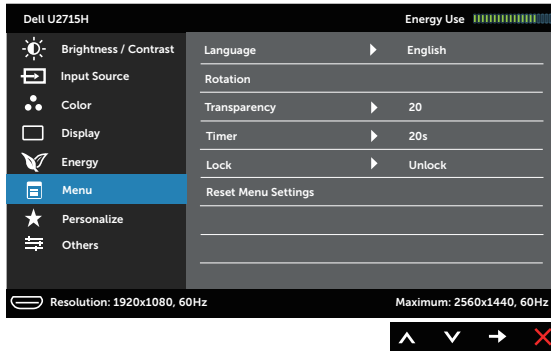 Dell U2715H Energy Use
Brightness / Contrast
Input Source
Color
Display
Energy
Menu
Personalize
Others
Language English
Rotation
Transparency 20
Timer 20s
Lock Unlock
Reset Menu Settings
Resolution: 1920x1080, 60Hz Maximum: 2560x1440, 60Hz